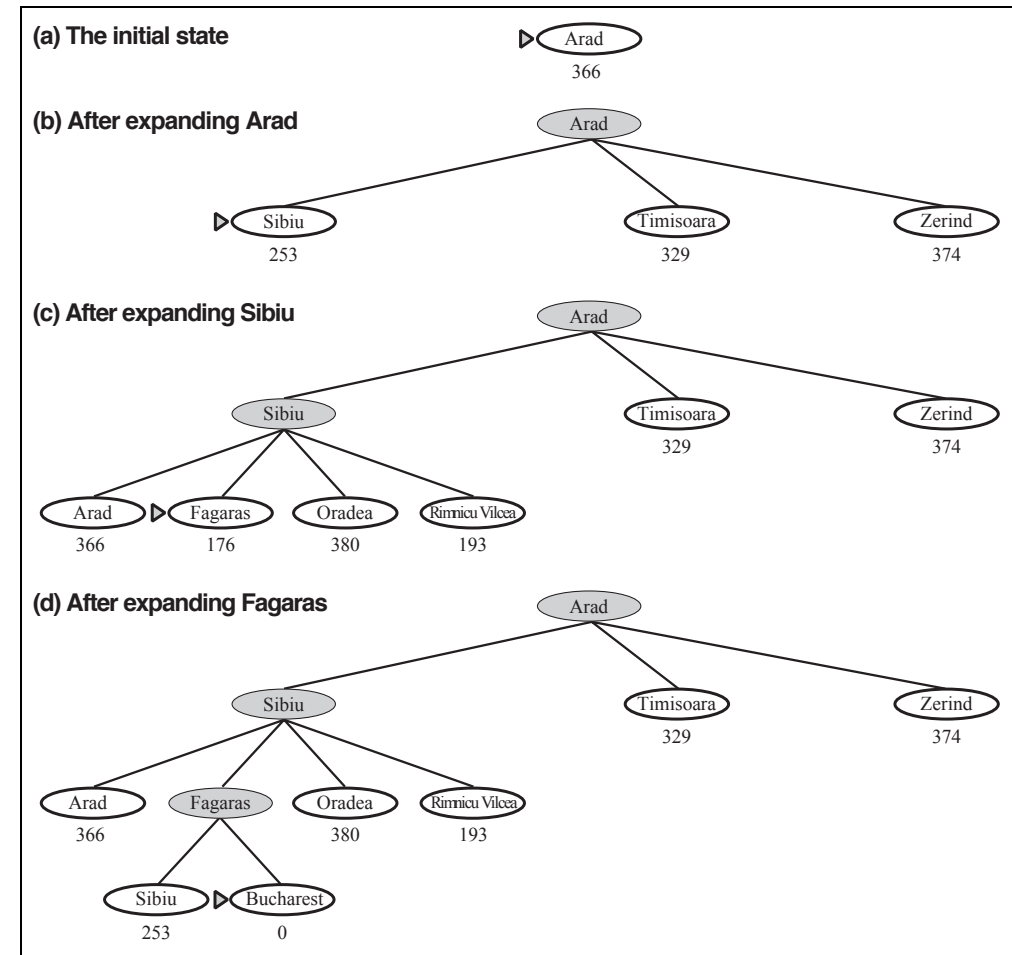 (a) The initial state
Arad
366
(b) After expanding Arad
Arad
Sibiu Timisoara Zerind
253 329 374
(c) After expanding Sibiu
Arad
Sibiu Timisoara Zerind
329 374
Arad Fagaras Oradea Rimnicu Vilcea
366 176 380 193
(d) After expanding Fagaras
Arad
Sibiu Timisoara Zerind
329 374
Arad Fagaras Oradea Rimnicu Vilcea
366 380 193
Sibiu Bucharest
253 0